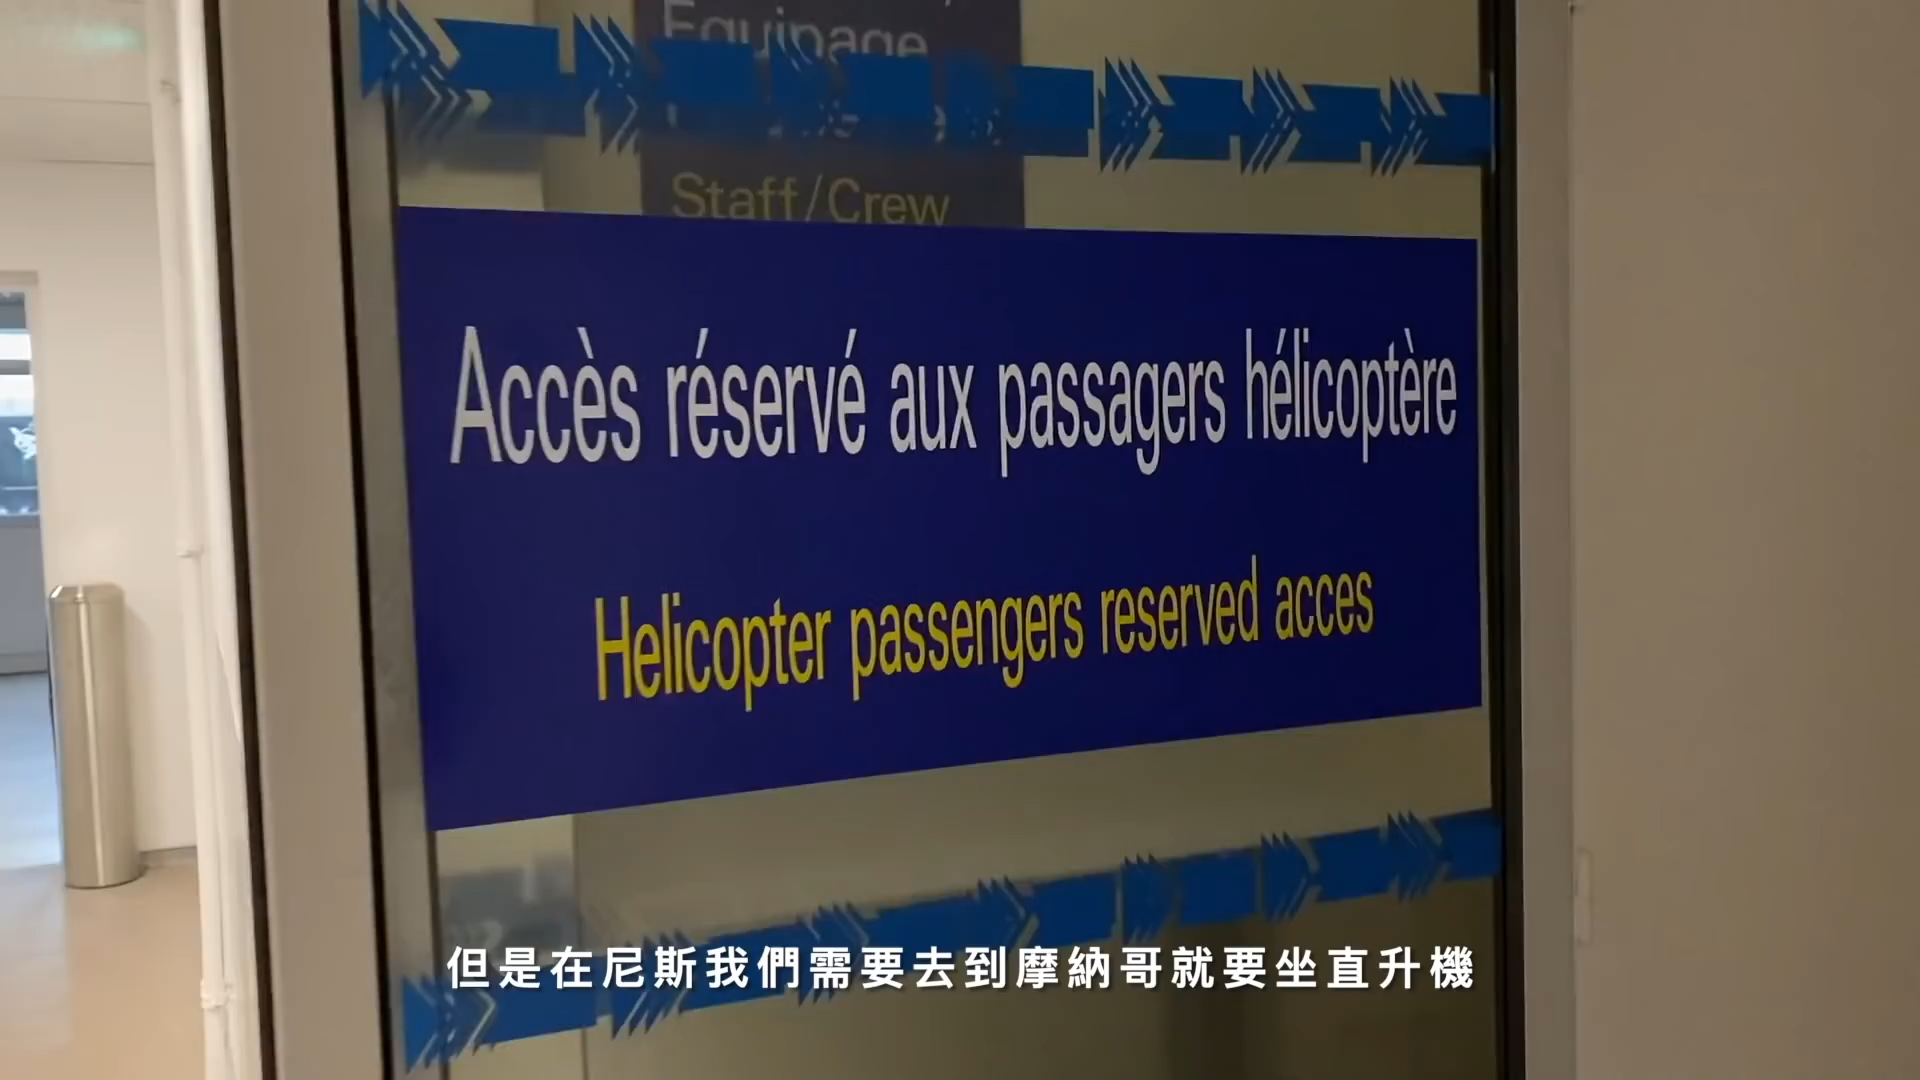 Equipage
Staff/Crew
Accès réservé aux passagers hélicoptère
Helicopter passengers reserved acces
但是在尼斯我們需要去到摩納哥就要坐直升機